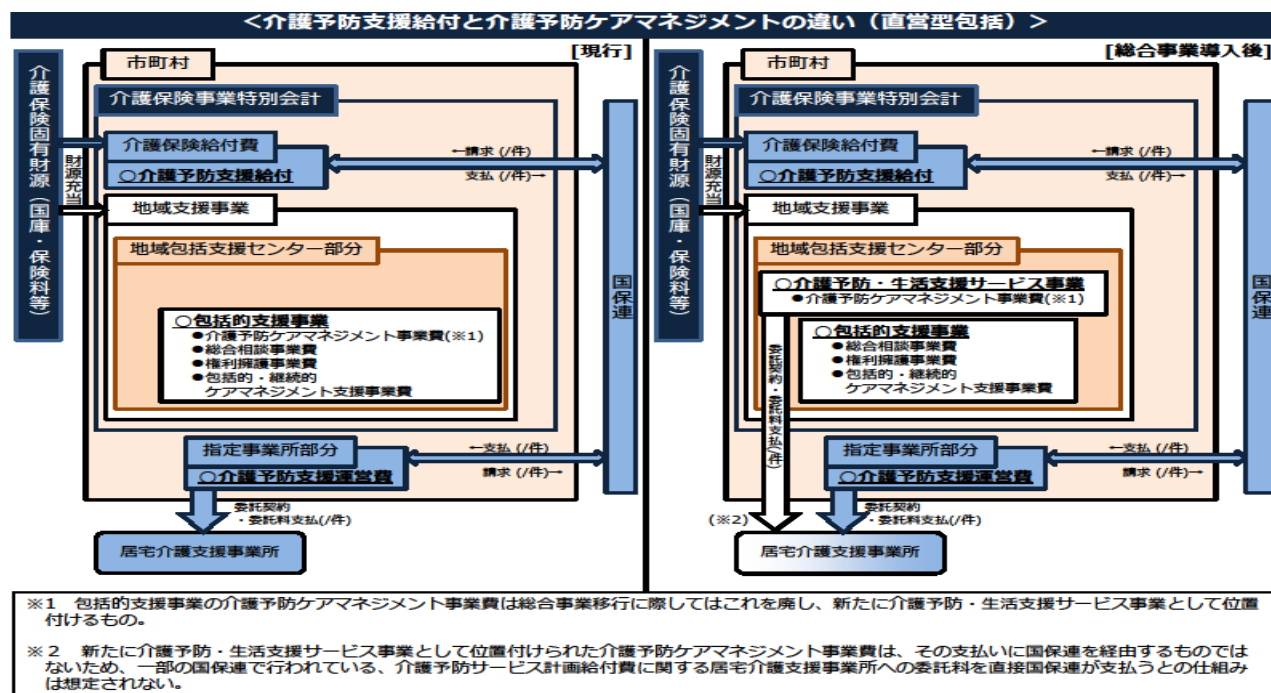 <介護予防支援給付と介護予防ケアマネジメントの違い（直営型包括）>
[現行]
市町村
介護保険固有財源（国庫・保険料等）
介護保険事業特別会計
介護保険給付費
○介護予防支援給付
←請求 (/件)
支払 (/件)→
財源充当
地域支援事業
地域包括支援センター部分
○包括的支援事業
●介護予防ケアマネジメント事業費(※1)
●総合相談事業費
●権利擁護事業費
●包括的・継続的
ケアマネジメント支援事業費
国保連
指定事業所部分
○介護予防支援運営費
←支払 (/件)
請求 (/件)→
委託契約
・委託料支払(/件)
居宅介護支援事業所
[総合事業導入後]
市町村
介護保険固有財源（国庫・保険料等）
介護保険事業特別会計
介護保険給付費
○介護予防支援給付
←請求 (/件)
支払 (/件)→
財源充当
地域支援事業
地域包括支援センター部分
○介護予防・生活支援サービス事業
●介護予防ケアマネジメント事業費(※1)
○包括的支援事業
●総合相談事業費
●権利擁護事業費
●包括的・継続的
ケアマネジメント支援事業費
委託契約・委託料支払(/件)
国保連
指定事業所部分
○介護予防支援運営費
←支払 (/件)
請求 (/件)→
(※2)
委託契約
・委託料支払(/件)
居宅介護支援事業所
※1　包括的支援事業の介護予防ケアマネジメント事業費は総合事業移行に際してはこれを廃し、新たに介護予防・生活支援サービス事業として位置
付けるもの。
※２　新たに介護予防・生活支援サービス事業として位置付けられた介護予防ケアマネジメント事業費は、その支払いに国保連を経由するものでは
ないため、一部の国保連で行われている、介護予防サービス計画給付費に関する居宅介護支援事業所への委託料を直接国保連が支払うとの仕組み
は想定されない。